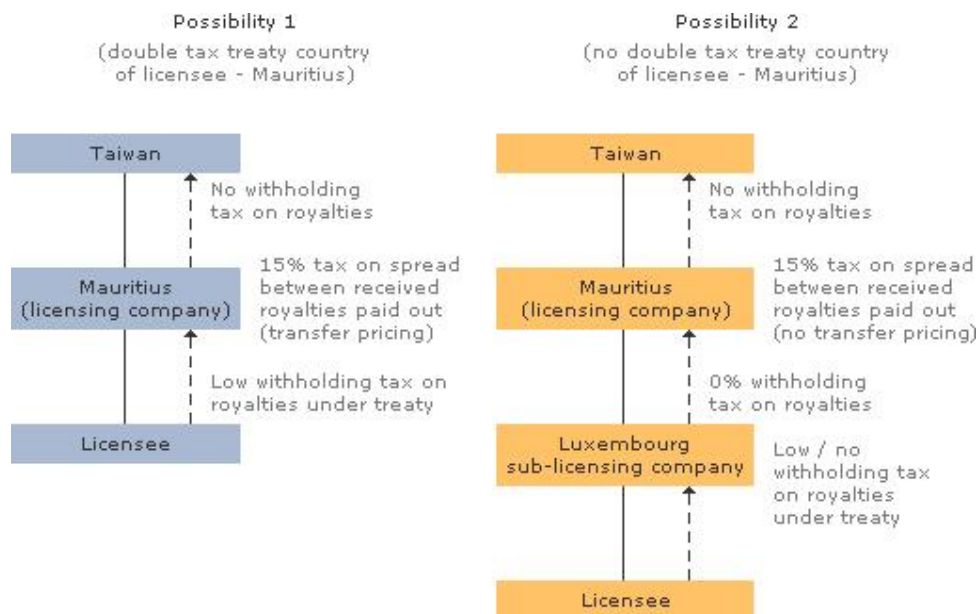 Possibility 1
(double tax treaty country
of licensee - Mauritius)
Taiwan
No withholding
tax on royalties
Mauritius
(licensing company)
15% tax on spread
between received
royalties paid out
(transfer pricing)
Low withholding tax on
royalties under treaty
Licensee
Possibility 2
(no double tax treaty country
of licensee - Mauritius)
Taiwan
No withholding
tax on royalties
Mauritius
(licensing company)
15% tax on spread
between received
royalties paid out
(no transfer pricing)
0% withholding
tax on royalties
Luxembourg
sub-licensing company
Low / no
withholding tax
on royalties
under treaty
Licensee